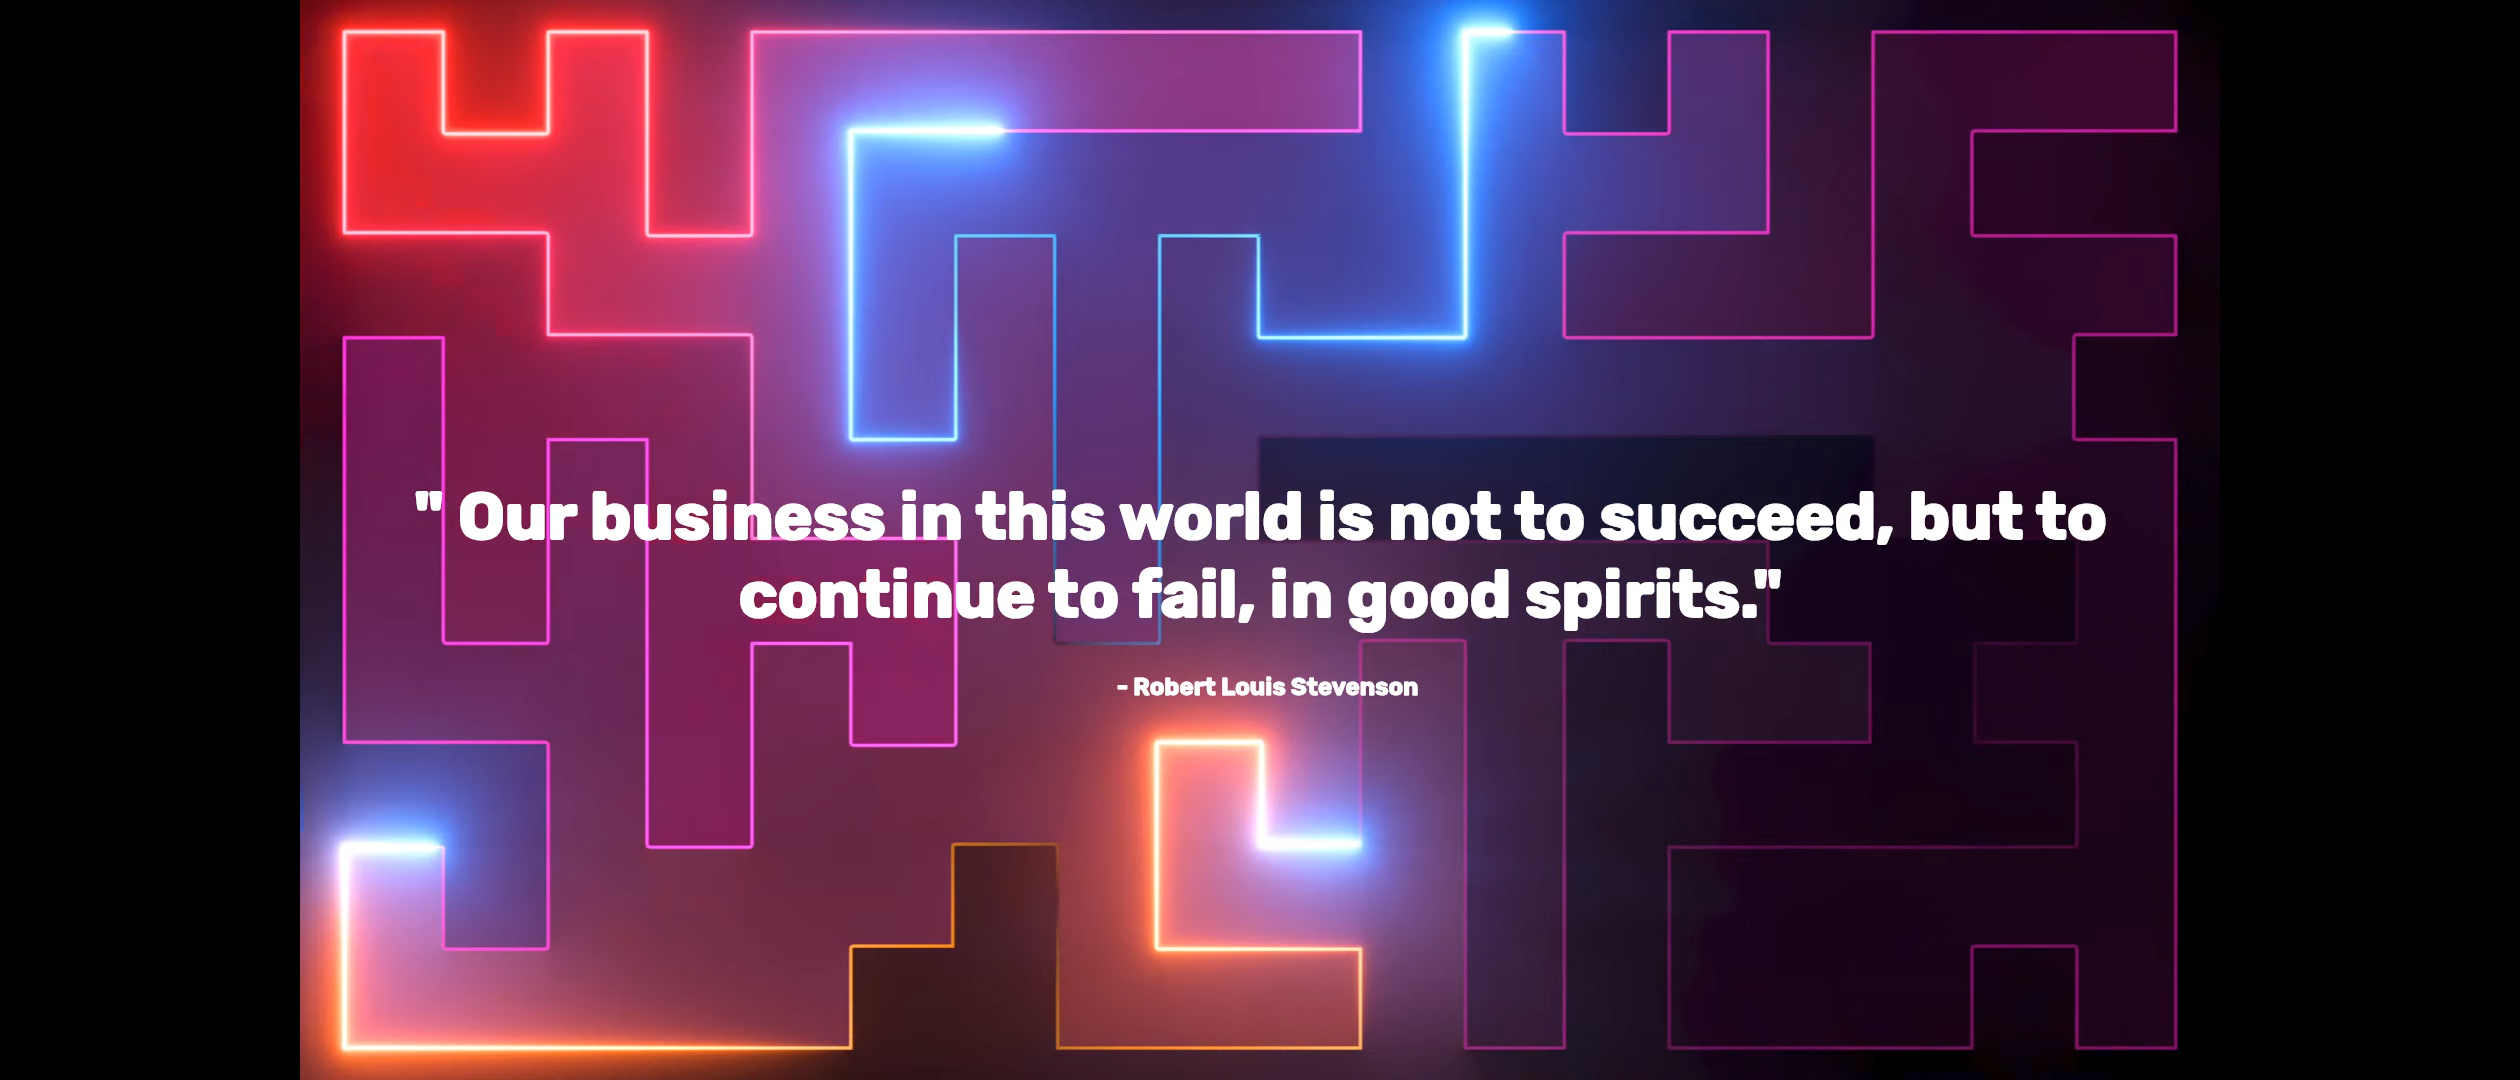 " Our business in this world is not to succeed, but to
continue to fail, in good spirits."
- Robert Louis Stevenson